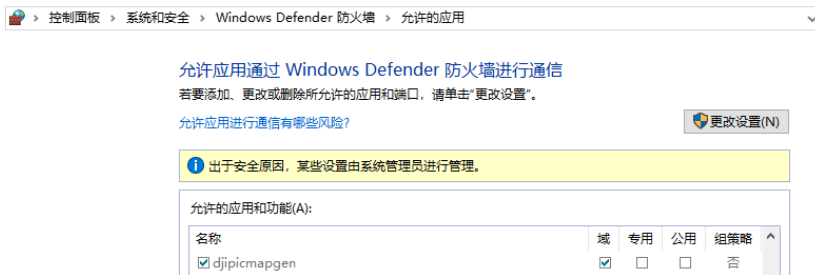 控制面板 › 系统和安全 › Windows Defender 防火墙 › 允许的应用
允许应用通过 Windows Defender 防火墙进行通信
若要添加、更改或删除所允许的应用和端口，请单击"更改设置"。
允许应用进行通信有哪些风险?
更改设置(N)
出于安全原因，某些设置由系统管理员进行管理。
允许的应用和功能(A):
名称 域 专用 公用 组策略
djipicmapgen 否